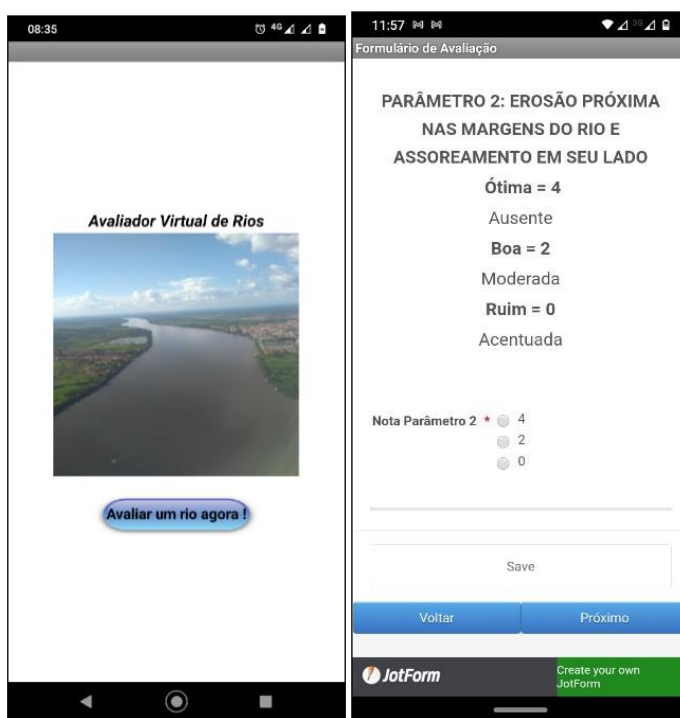 08:35
4G
Avaliador Virtual de Rios
Avaliar um rio agora !
11:57
3G
Formulário de Avaliação
PARÂMETRO 2: EROSÃO PRÓXIMA
NAS MARGENS DO RIO E
ASSOREAMENTO EM SEU LADO
Ótima = 4
Ausente
Boa = 2
Moderada
Ruim = 0
Acentuada
Nota Parâmetro 2 * 4
2
0
Save
Voltar Próximo
JotForm
Create your own
JotForm